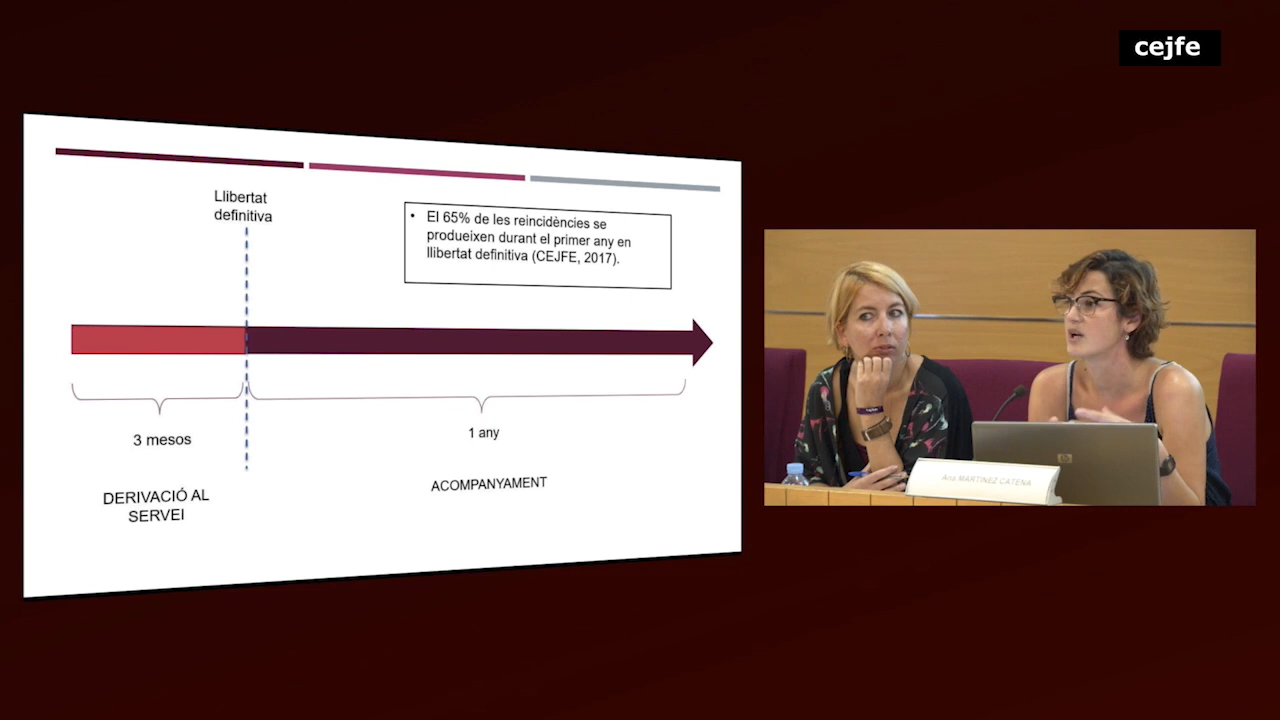 cejfe
Llibertat
definitiva
• El 65% de les reincidències se
produeixen durant el primer any en
llibertat definitiva (CEJFE, 2017).
3 mesos
1 any
DERIVACIÓ AL
SERVEI
ACOMPANYAMENT
Ana MARTINEZ CATENA
hp